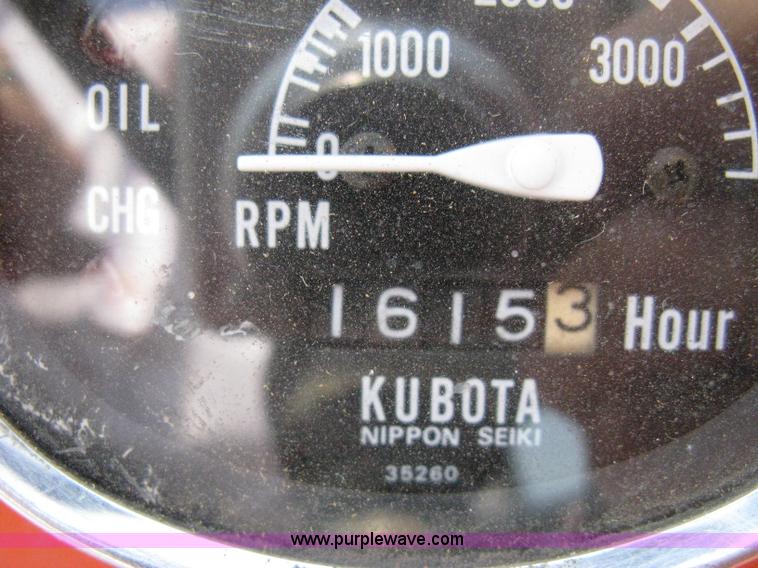 1000
3000
0
OIL
CHG
RPM
16153 Hour
KUBOTA
NIPPON SEIKI
35260
www.purplewave.com